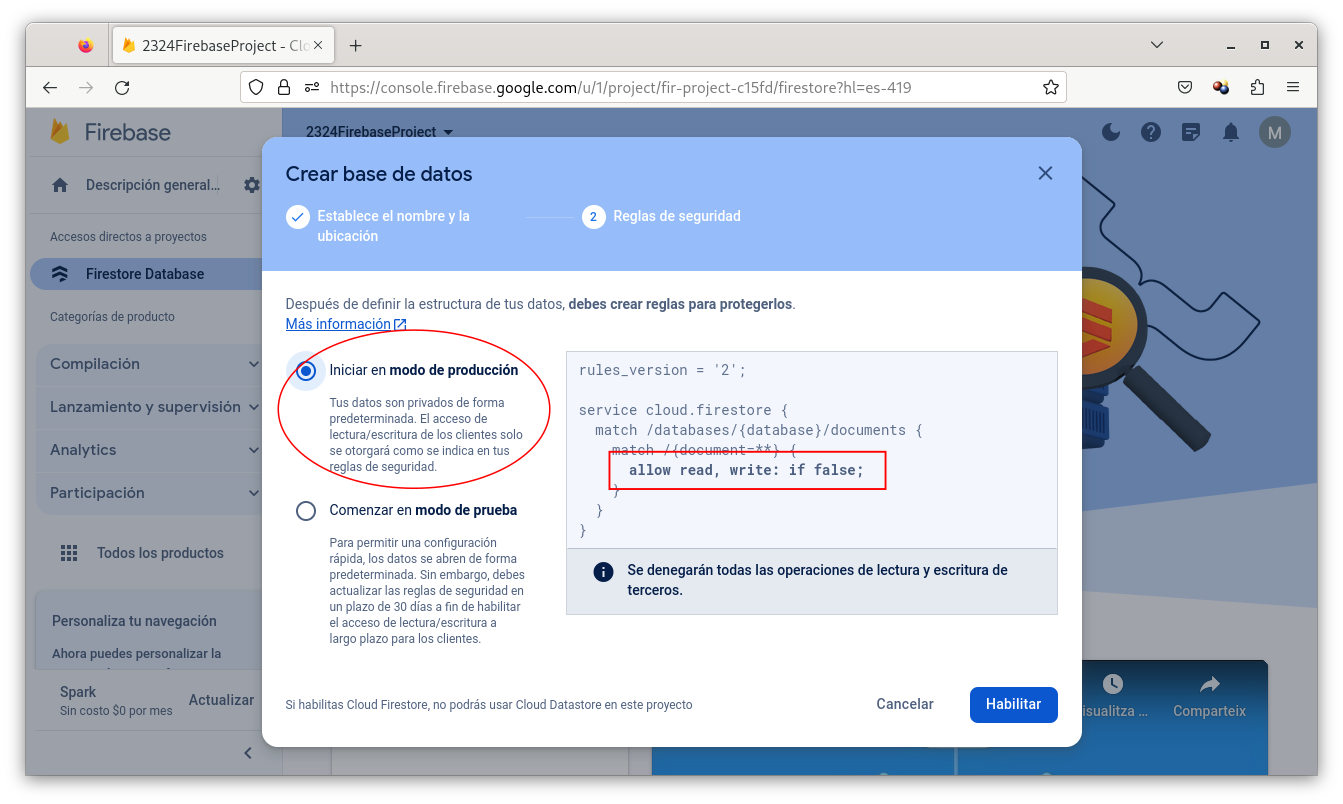 2324FirebaseProject - Clo
https://console.firebase.google.com/u/1/project/fir-project-c15fd/firestore?hl=es-419
Firebase
2324FirebaseProject
M
Descripción general...
Accesos directos a proyectos
Firestore Database
Categorías de producto
Compilación
Lanzamiento y supervisión
Analytics
Participación
Todos los productos
Personaliza tu navegación
Ahora puedes personalizar la
Spark
Sin costo $0 por mes
Actualizar
Crear base de datos
Establece el nombre y la
ubicación
2
Reglas de seguridad
Después de definir la estructura de tus datos, debes crear reglas para protegerlos.
Más información
Iniciar en modo de producción
Tus datos son privados de forma
predeterminada. El acceso de
lectura/escritura de los clientes solo
se otorgará como se indica en tus
reglas de seguridad.
Comenzar en modo de prueba
Para permitir una configuración
rápida, los datos se abren de forma
predeterminada. Sin embargo, debes
actualizar las reglas de seguridad en
un plazo de 30 días a fin de habilitar
el acceso de lectura/escritura a
largo plazo para los clientes.
rules_version = '2';
service cloud.firestore {
match /databases/{database}/documents {
match /{document=**} {
allow read, write: if false;
}
}
}
Se denegarán todas las operaciones de lectura y escritura de
terceros.
Si habilitas Cloud Firestore, no podrás usar Cloud Datastore en este proyecto
Cancelar
Habilitar
isualitza ...
Comparteix